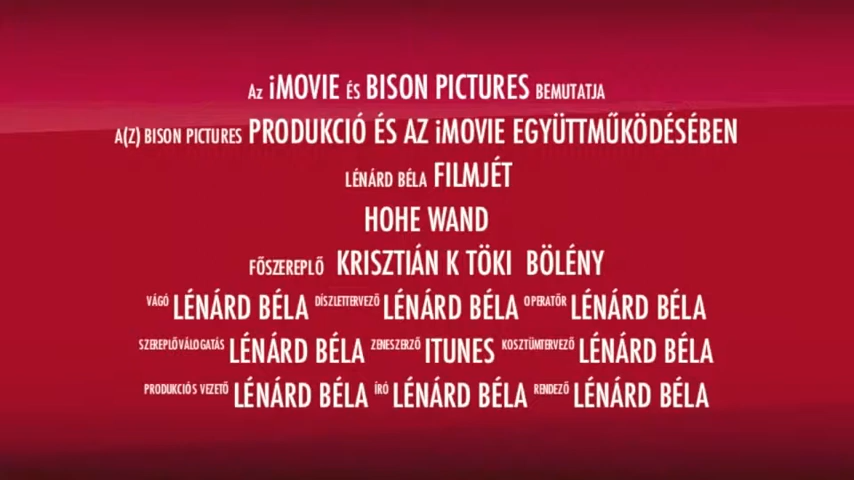 Az iMOVIE ÉS BISON PICTURES BEMUTATJA
A(Z) BISON PICTURES PRODUKCIÓ ÉS AZ iMOVIE EGYÜTTMŰKÖDÉSÉBEN
LÉNÁRD BÉLA FILMJÉT
HOHE WAND
FŐSZEREPLŐ KRISZTIÁN K TÖKI BÖLÉNY
VÁGÓ LÉNÁRD BÉLA DÍSZLETTERVEZŐ LÉNÁRD BÉLA OPERATŐR LÉNÁRD BÉLA
SZEREPLŐVÁLOGATÁS LÉNÁRD BÉLA ZENESZERZŐ ITUNES KOSZTÜMTERVEZŐ LÉNÁRD BÉLA
PRODUKCIÓS VEZETŐ LÉNÁRD BÉLA ÍRÓ LÉNÁRD BÉLA RENDEZŐ LÉNÁRD BÉLA